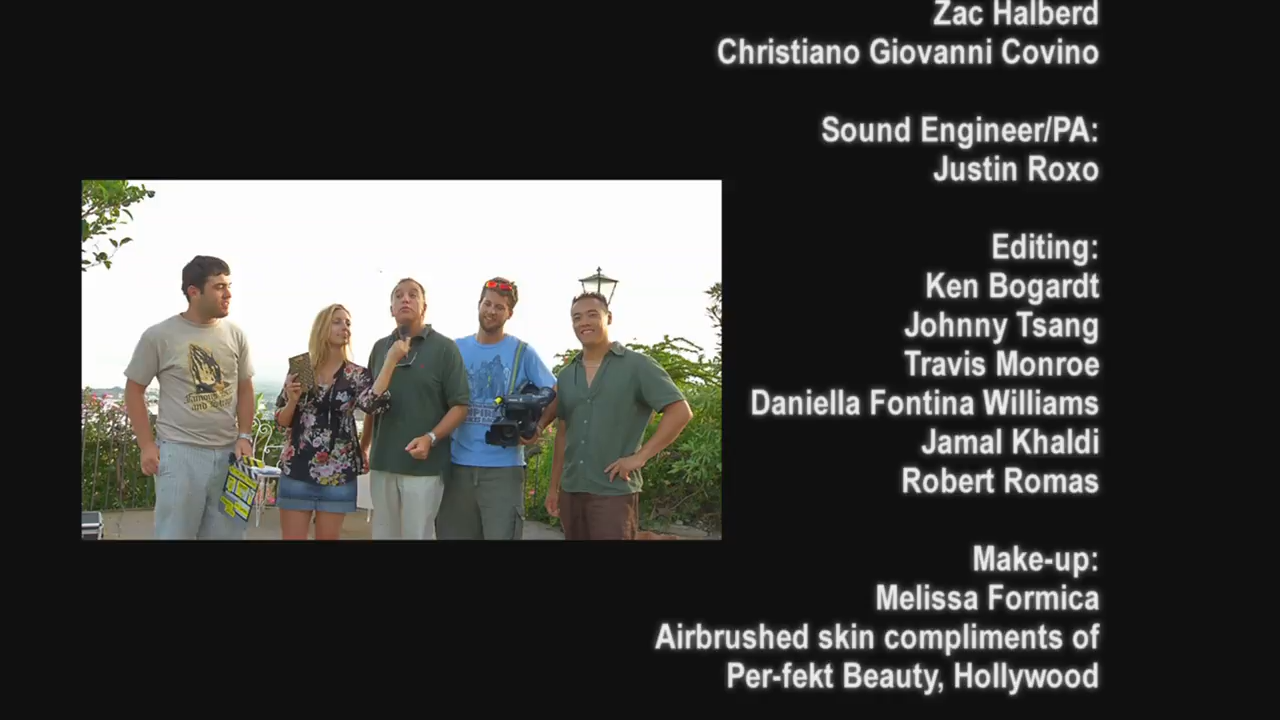 Zac Halberd
Christiano Giovanni Covino
Sound Engineer/PA:
Justin Roxo
Editing:
Ken Bogardt
Johnny Tsang
Travis Monroe
Daniella Fontina Williams
Jamal Khaldi
Robert Romas
Make-up:
Melissa Formica
Airbrushed skin compliments of
Per-fekt Beauty, Hollywood